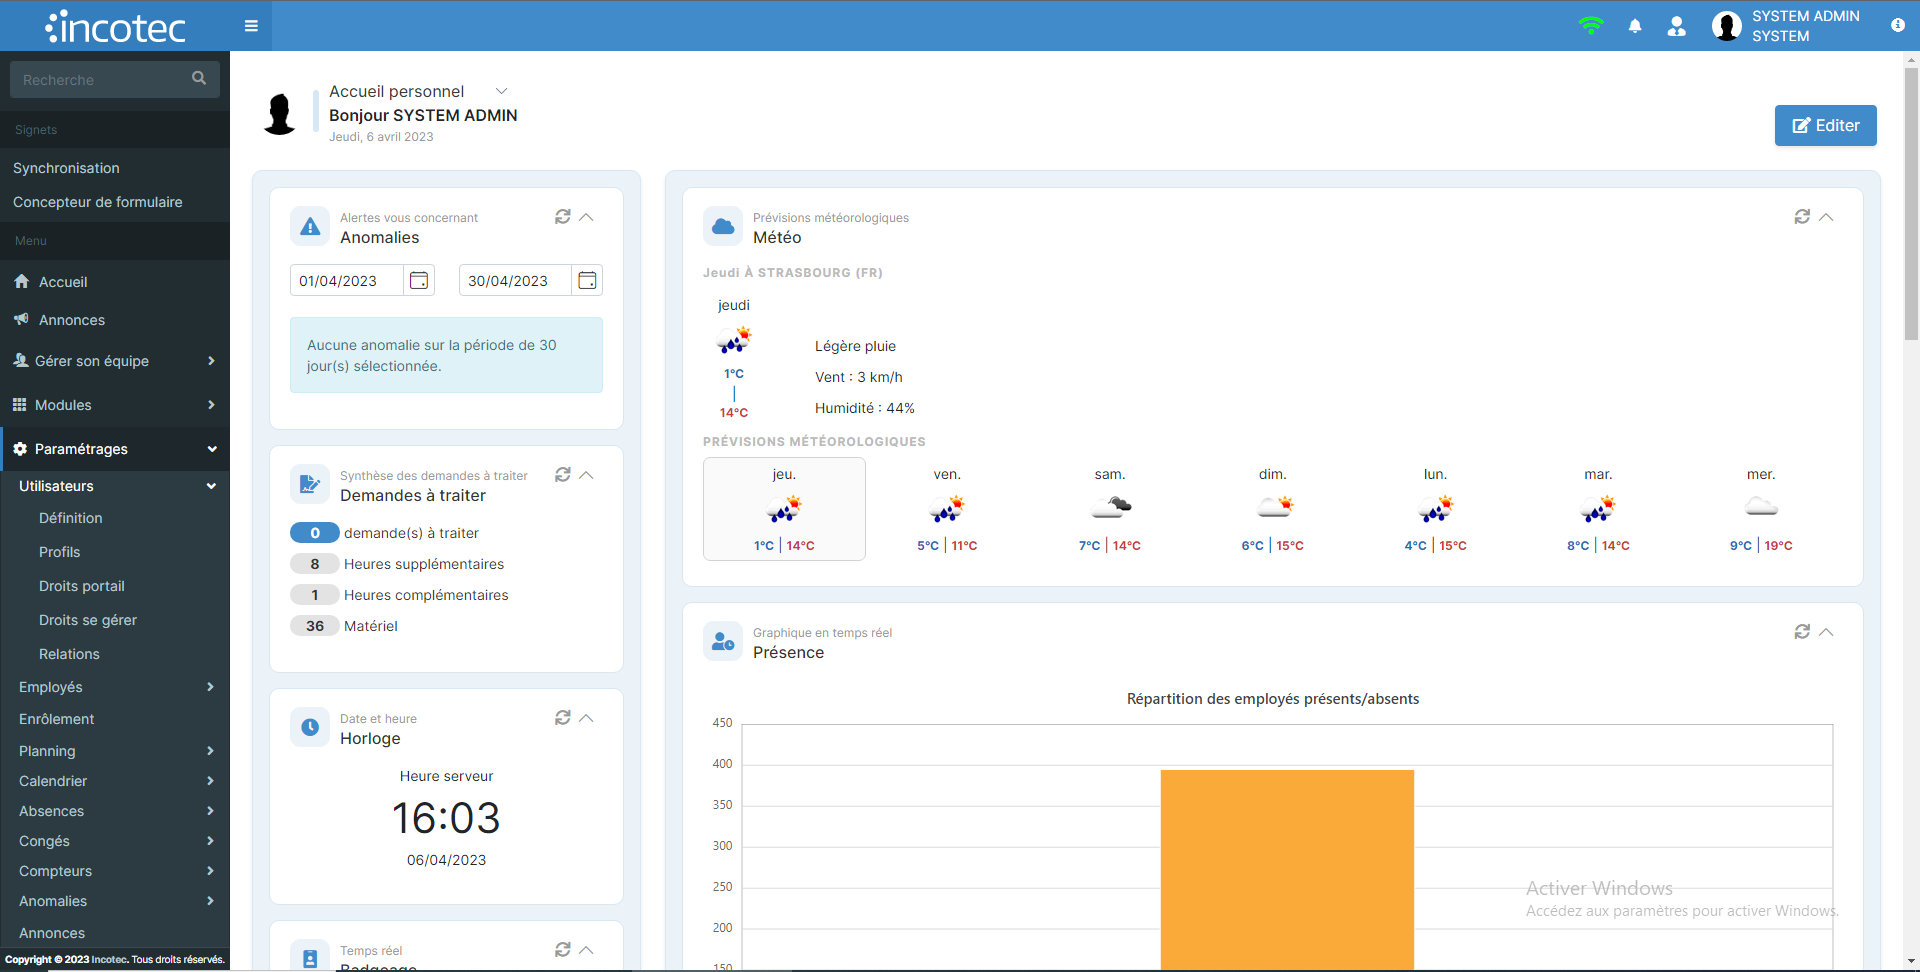 incotec
SYSTEM ADMIN
SYSTEM
Recherche
Signets
Synchronisation
Concepteur de formulaire
Menu
Accueil
Annonces
Gérer son équipe
Modules
Paramétrages
Utilisateurs
Définition
Profils
Droits portail
Droits se gérer
Relations
Employés
Enrôlement
Planning
Calendrier
Absences
Congés
Compteurs
Anomalies
Annonces
Copyright © 2023 Incotec. Tous droits réservés.
Accueil personnel
Bonjour SYSTEM ADMIN
Jeudi, 6 avril 2023
Editer
Alertes vous concernant
Anomalies
01/04/2023 30/04/2023
Aucune anomalie sur la période de 30
jour(s) sélectionnée.
Synthèse des demandes à traiter
Demandes à traiter
0 demande(s) à traiter
8 Heures supplémentaires
1 Heures complémentaires
36 Matériel
Date et heure
Horloge
Heure serveur
16:03
06/04/2023
Temps réel
Badgeage
Prévisions météorologiques
Météo
Jeudi À STRASBOURG (FR)
jeudi
1°C
14°C
Légère pluie
Vent : 3 km/h
Humidité : 44%
PRÉVISIONS MÉTÉOROLOGIQUES
jeu. ven. sam. dim. lun. mar. mer.
1°C | 14°C 5°C | 11°C 7°C | 14°C 6°C | 15°C 4°C | 15°C 8°C | 14°C 9°C | 19°C
Graphique en temps réel
Présence
Répartition des employés présents/absents
450
400
350
300
250
200
150
Activer Windows
Accédez aux paramètres pour activer Windows.